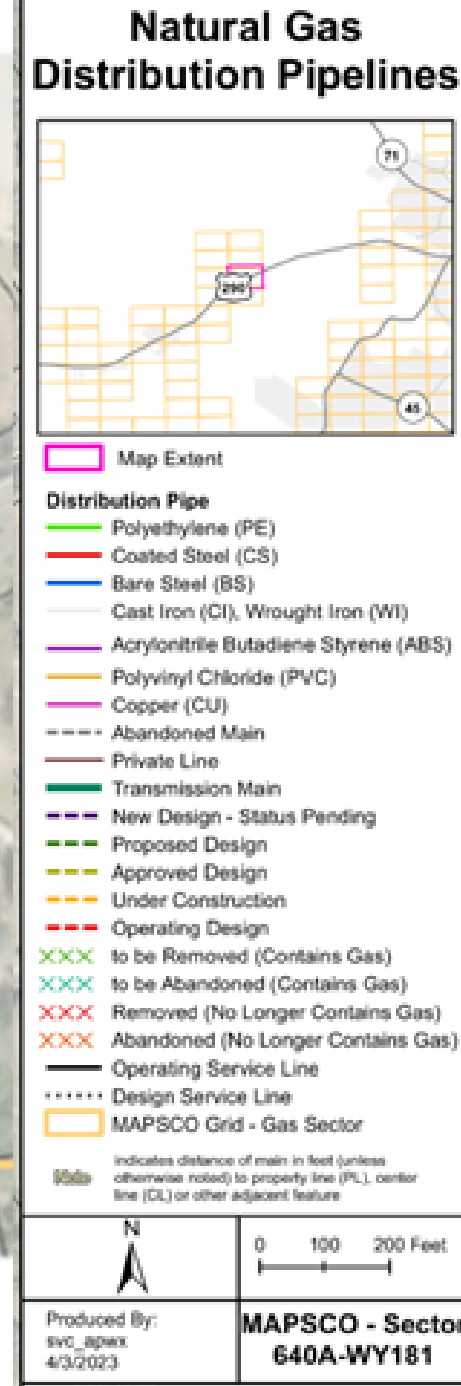 Natural Gas
Distribution Pipelines
71
290
45
Map Extent
Distribution Pipe
Polyethylene (PE)
Coated Steel (CS)
Bare Steel (BS)
Cast Iron (CI), Wrought Iron (WI)
Acrylonitrile Butadiene Styrene (ABS)
Polyvinyl Chloride (PVC)
Copper (CU)
Abandoned Main
Private Line
Transmission Main
New Design - Status Pending
Proposed Design
Approved Design
Under Construction
Operating Design
XXX to be Removed (Contains Gas)
XXX to be Abandoned (Contains Gas)
XXX Removed (No Longer Contains Gas)
XXX Abandoned (No Longer Contains Gas)
Operating Service Line
Design Service Line
MAPSCO Grid - Gas Sector
Note indicates distance of main in feet (unless
otherwise noted) to property line (PL), center
line (CL) or other adjacent feature
N
0 100 200 Feet
Produced By:
svc_apwx
4/3/2023
MAPSCO - Sector
640A-WY181